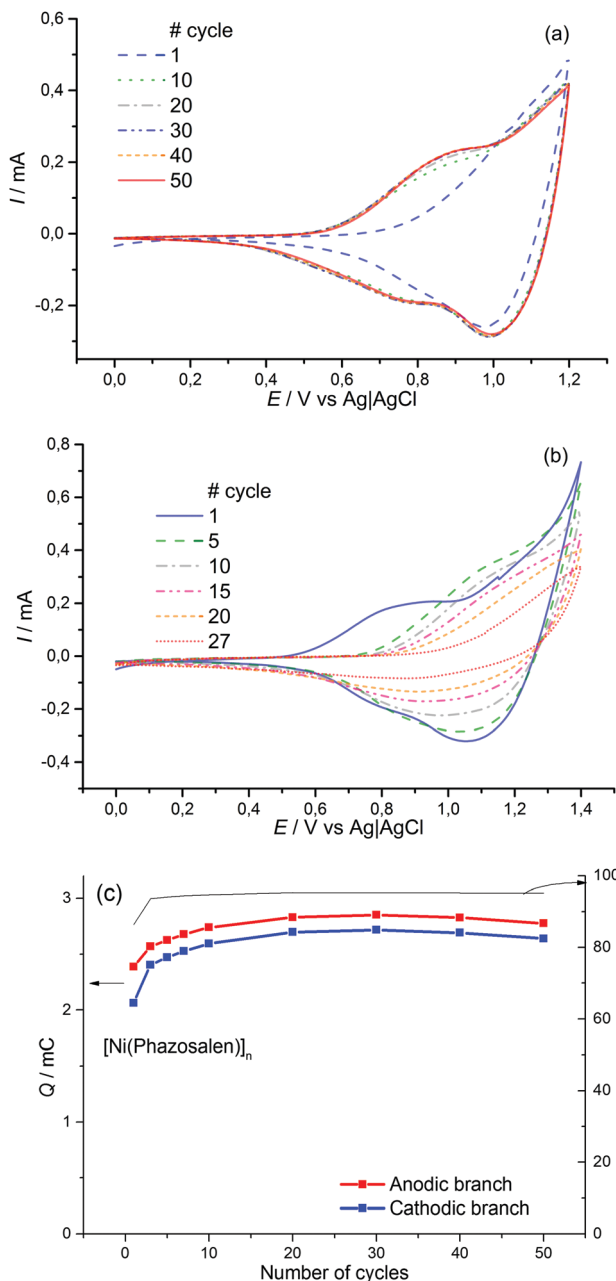 (a)
# cycle
1
10
20
30
40
50
0,6
0,4
0,2
0,0
-0,2
I / mA
0,0 0,2 0,4 0,6 0,8 1,0 1,2
E / V vs Ag|AgCl
(b)
# cycle
1
5
10
15
20
27
0,8
0,6
0,4
0,2
0,0
-0,2
-0,4
I / mA
0,0 0,2 0,4 0,6 0,8 1,0 1,2 1,4
E / V vs Ag|AgCl
(c)
3
2
1
0
Q / mC
100
80
60
40
20
0
[Ni(Phazosalen)]n
Anodic branch
Cathodic branch
0 10 20 30 40 50
Number of cycles